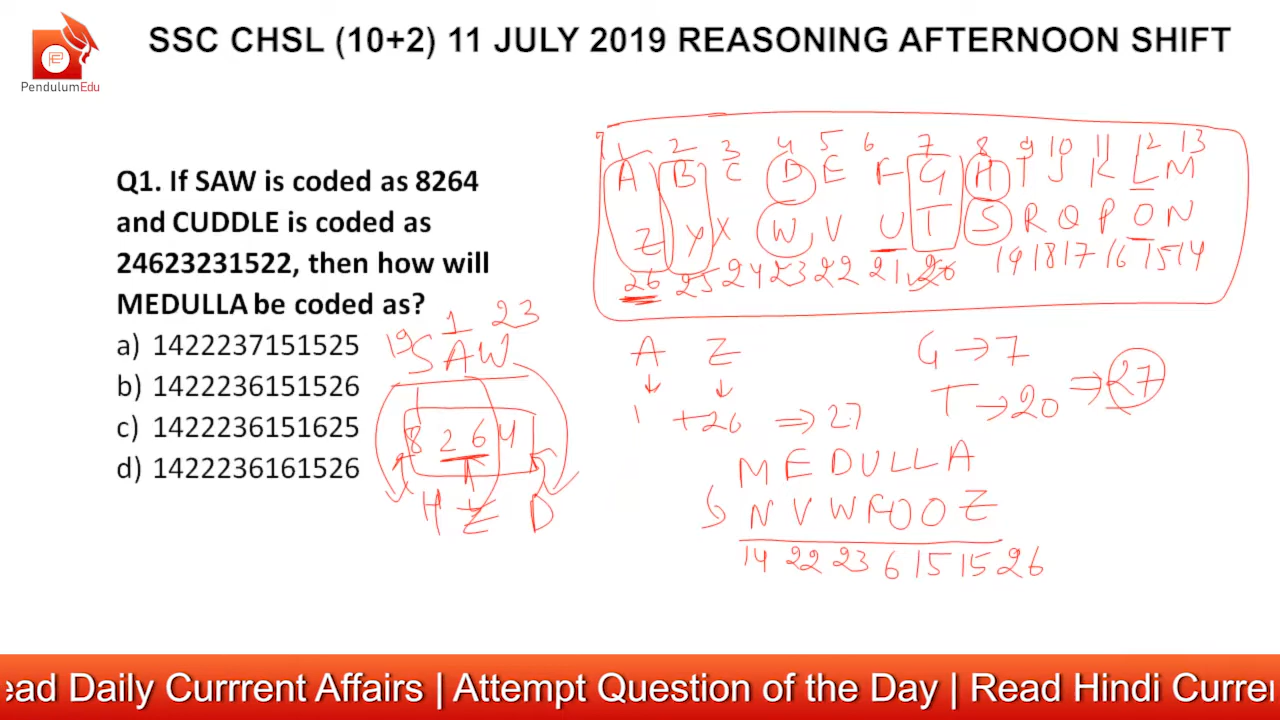 SSC CHSL (10+2) 11 JULY 2019 REASONING AFTERNOON SHIFT
PendulumEdu
Q1. If SAW is coded as 8264
and CUDDLE is coded as
24623231522, then how will
MEDULLA be coded as?
a) 1422237151525
b) 1422236151526
c) 1422236151625
d) 1422236161526
1 2 3 4 5 6 7 8 9 10 11 12 13
A B C D E F G H I J K L M
Z Y X W V U T S R Q P O N
26 25 24 23 22 21 20 19 18 17 16 15 14
19 1 23
S A W
8 2 6 4
H Z D
A Z
1 +26 => 27
G → 7
T → 20 => 27
M E D U L L A
N V W F O O Z
14 22 23 6 15 15 26
ead Daily Currrent Affairs | Attempt Question of the Day | Read Hindi Curre